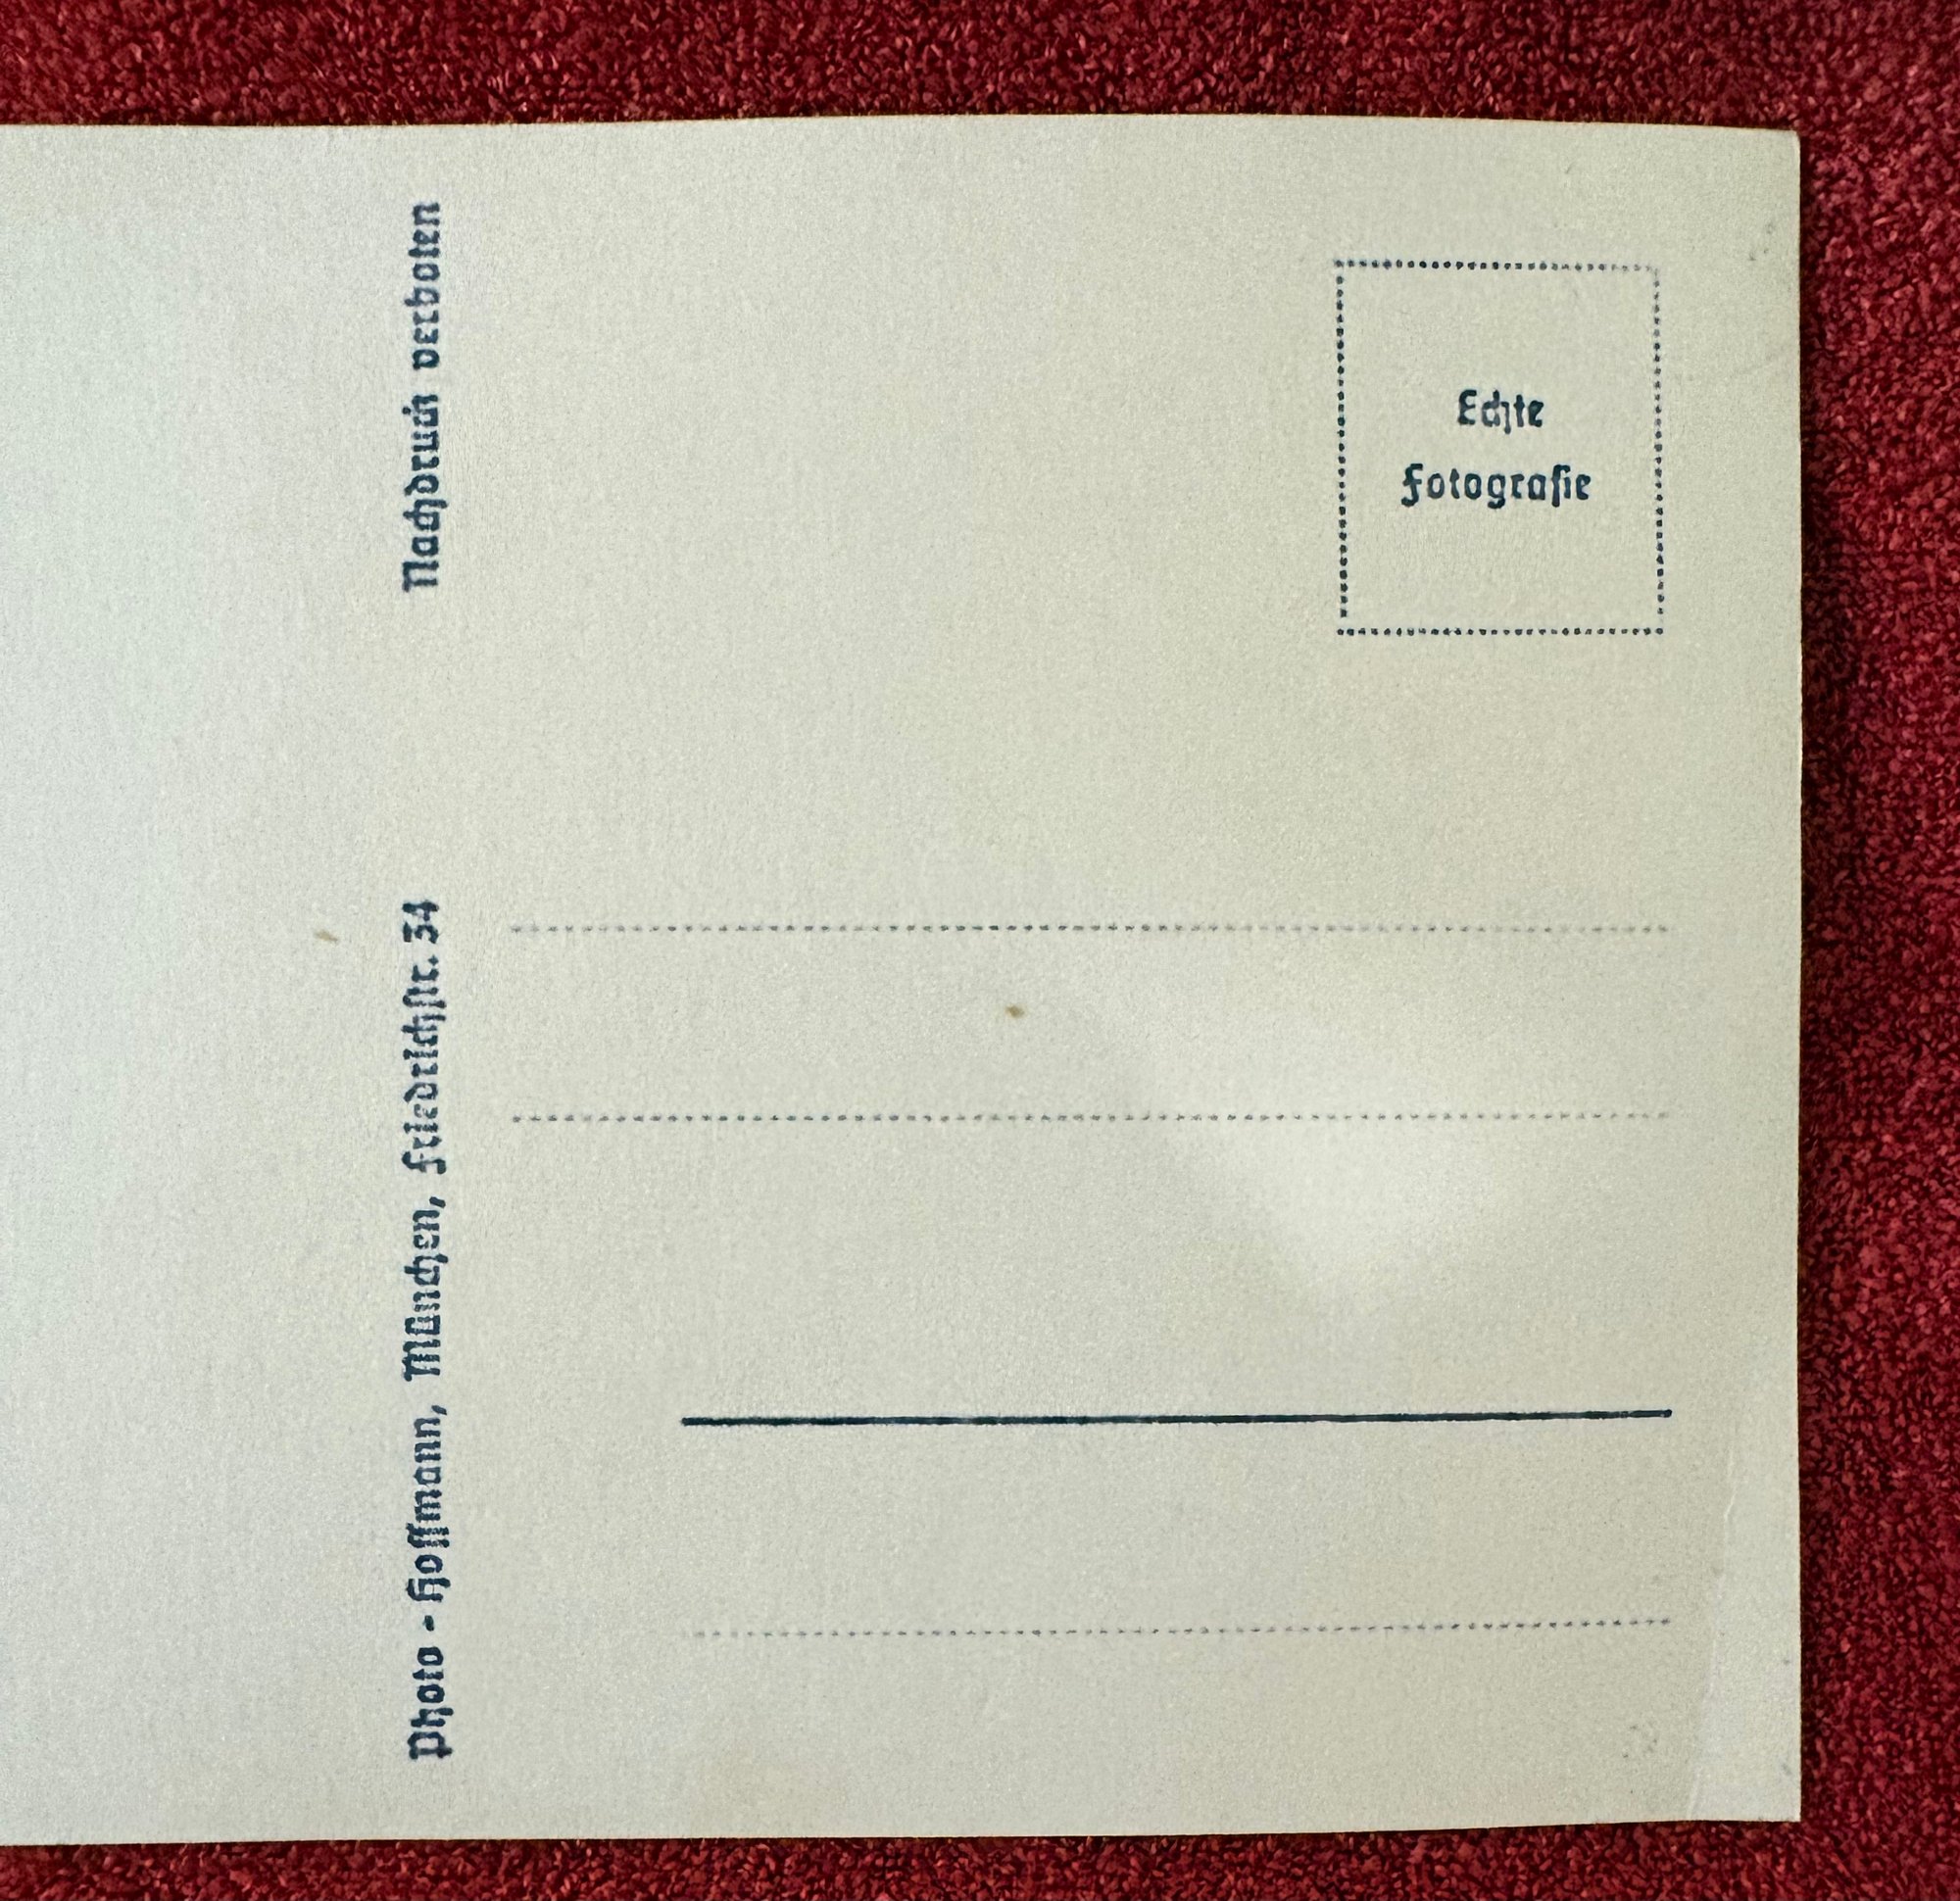 Nachdruck verboten
Photo - Hoffmann, München, Friedrichstr. 34
Echte
Fotografie